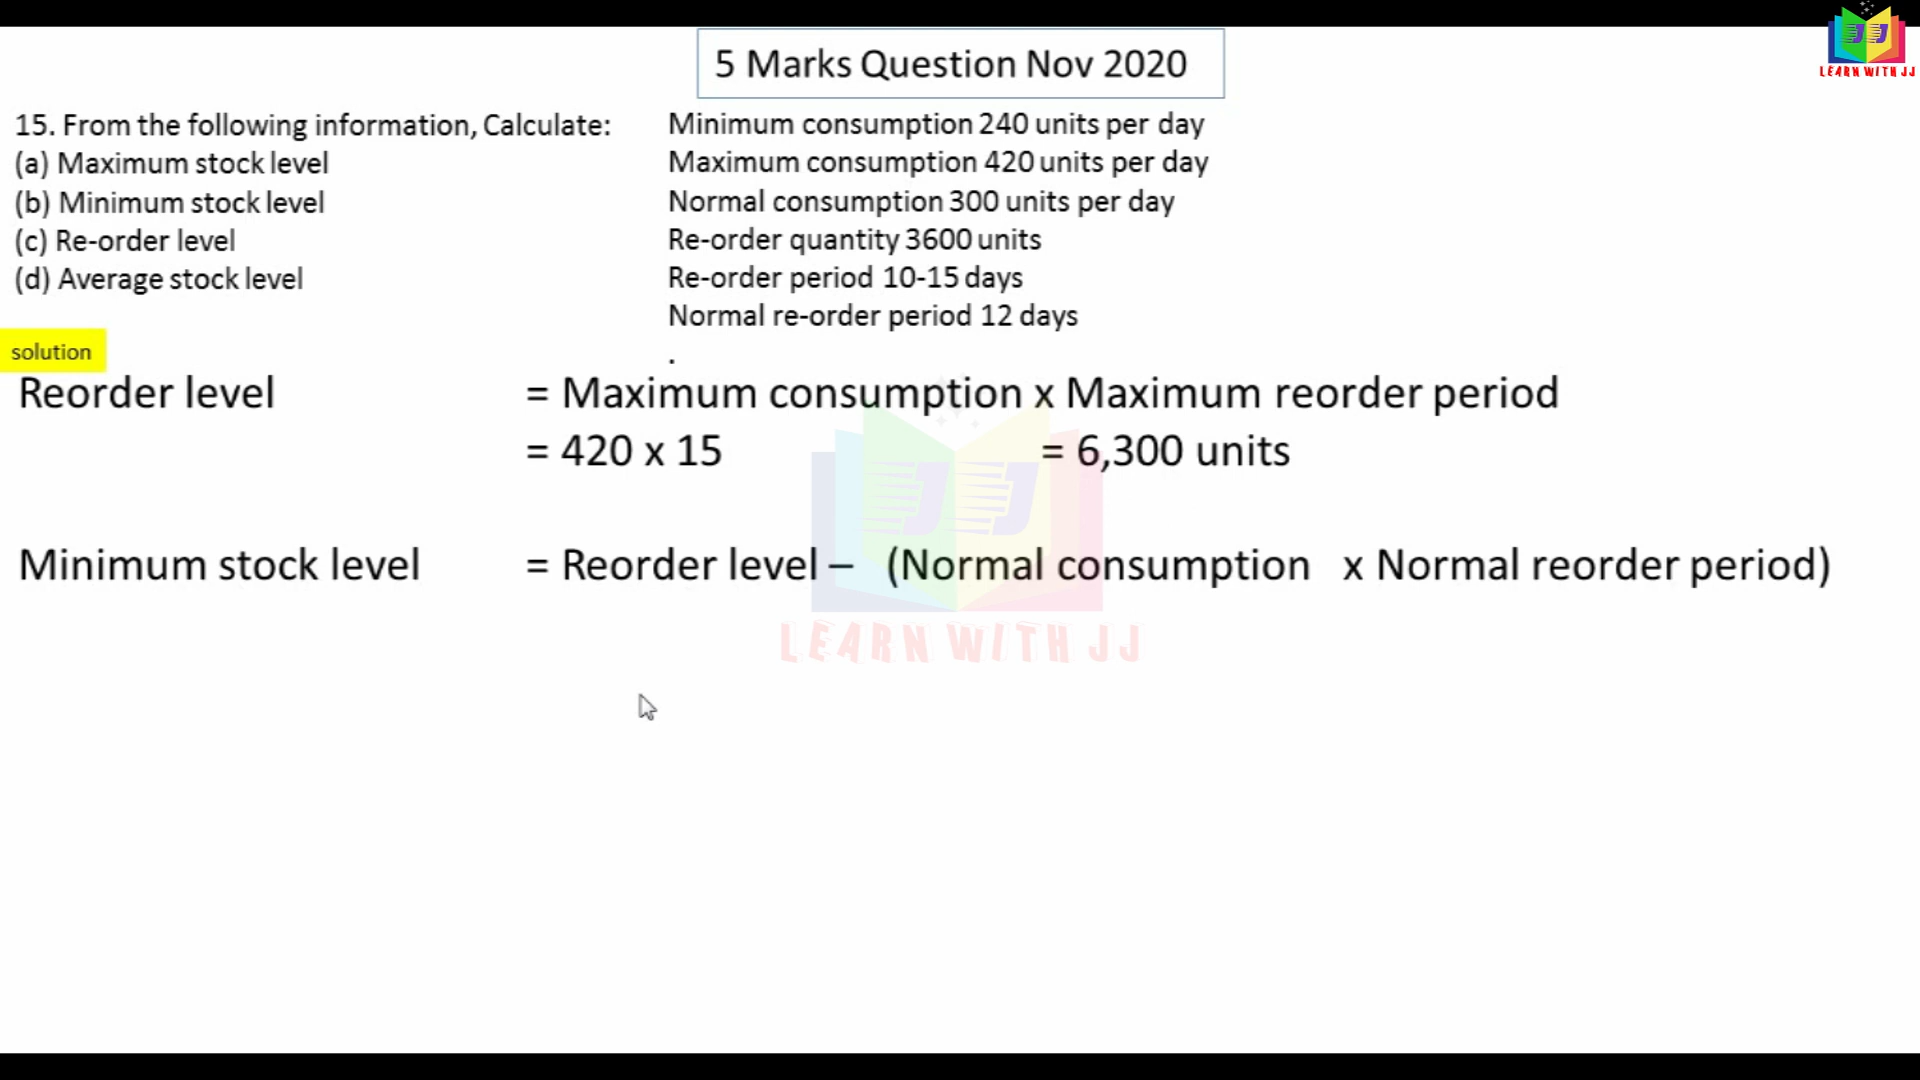 5 Marks Question Nov 2020
LEARN WITH JJ
15. From the following information, Calculate:
(a) Maximum stock level
(b) Minimum stock level
(c) Re-order level
(d) Average stock level
Minimum consumption 240 units per day
Maximum consumption 420 units per day
Normal consumption 300 units per day
Re-order quantity 3600 units
Re-order period 10-15 days
Normal re-order period 12 days
.
solution
Reorder level = Maximum consumption x Maximum reorder period
= 420 x 15 = 6,300 units
Minimum stock level = Reorder level – (Normal consumption x Normal reorder period)
JJ
LEARN WITH JJ